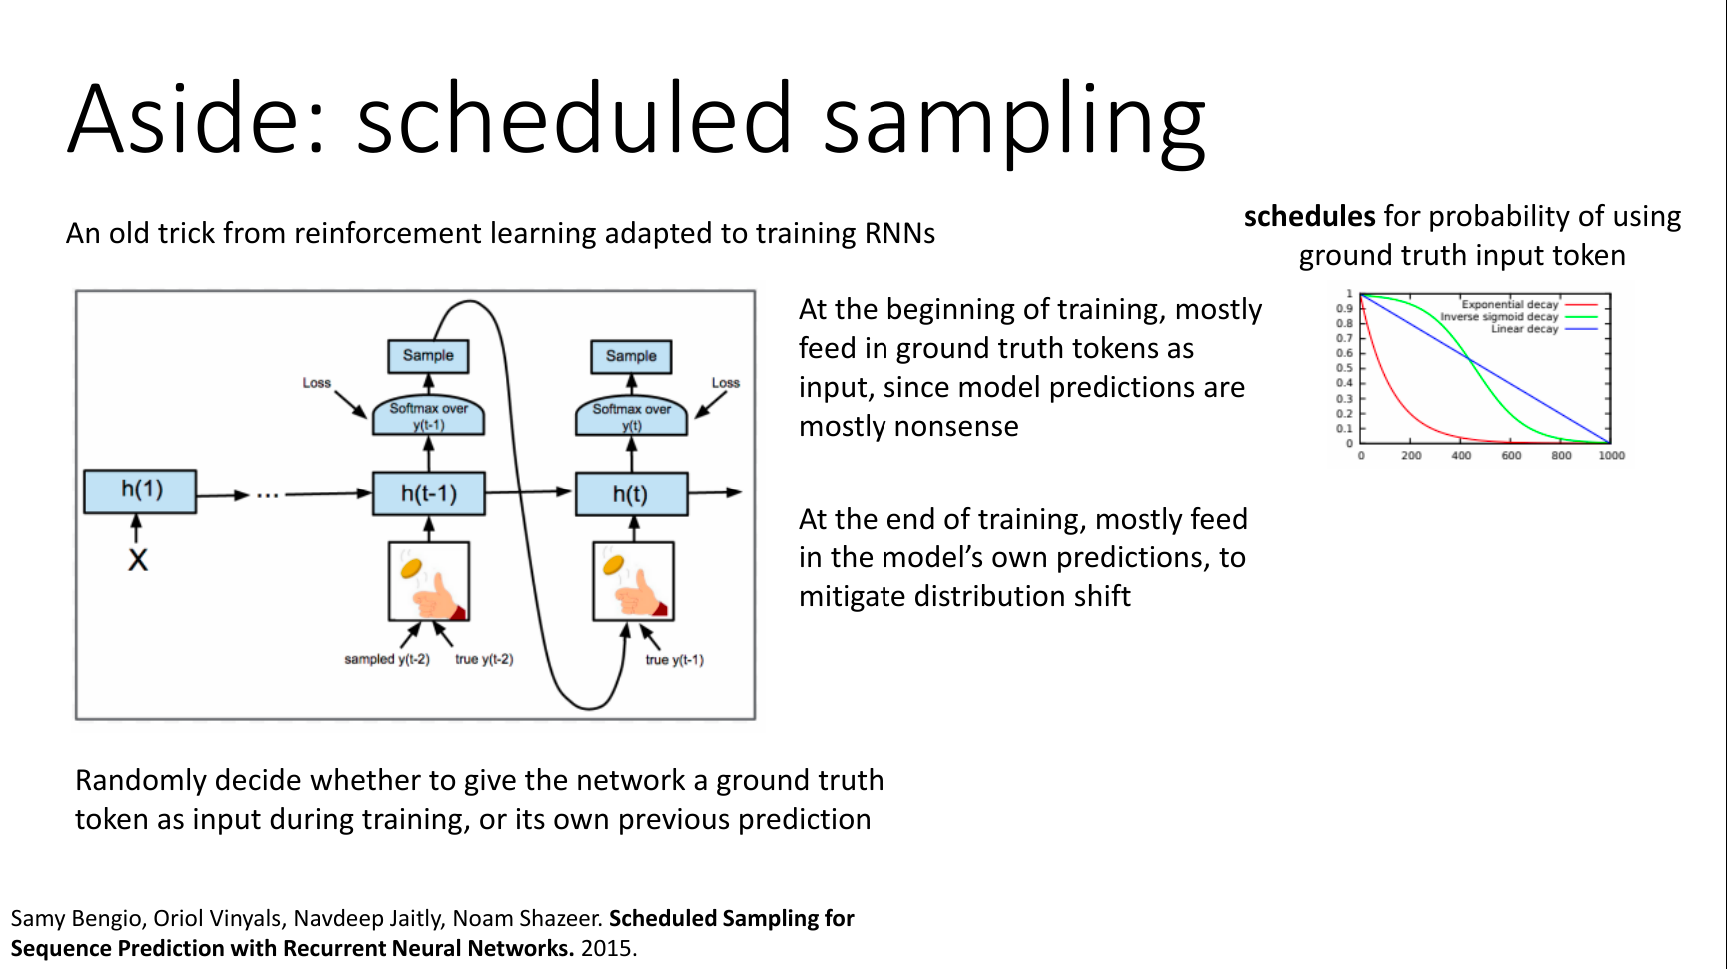 Aside: scheduled sampling
An old trick from reinforcement learning adapted to training RNNs
schedules for probability of using
ground truth input token
Sample
Sample
Loss
Loss
Softmax over
y(t-1)
Softmax over
y(t)
h(1)
...
h(t-1)
h(t)
X
sampled y(t-2)
true y(t-2)
true y(t-1)
At the beginning of training, mostly
feed in ground truth tokens as
input, since model predictions are
mostly nonsense
At the end of training, mostly feed
in the model’s own predictions, to
mitigate distribution shift
Exponential decay
Inverse sigmoid decay
Linear decay
1
0.9
0.8
0.7
0.6
0.5
0.4
0.3
0.2
0.1
0
0 200 400 600 800 1000
Randomly decide whether to give the network a ground truth
token as input during training, or its own previous prediction
Samy Bengio, Oriol Vinyals, Navdeep Jaitly, Noam Shazeer. Scheduled Sampling for
Sequence Prediction with Recurrent Neural Networks. 2015.